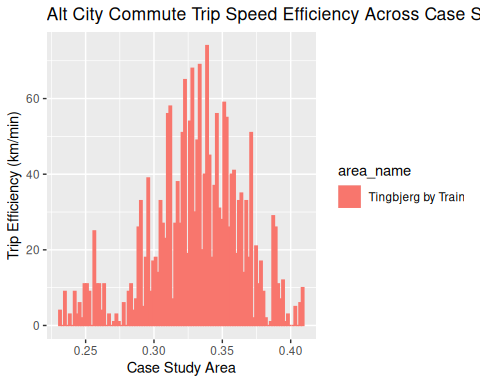 Alt City Commute Trip Speed Efficiency Across Case S
60
40
20
0
Trip Efficiency (km/min)
0.25
0.30
0.35
0.40
Case Study Area
area_name
Tingbjerg by Train